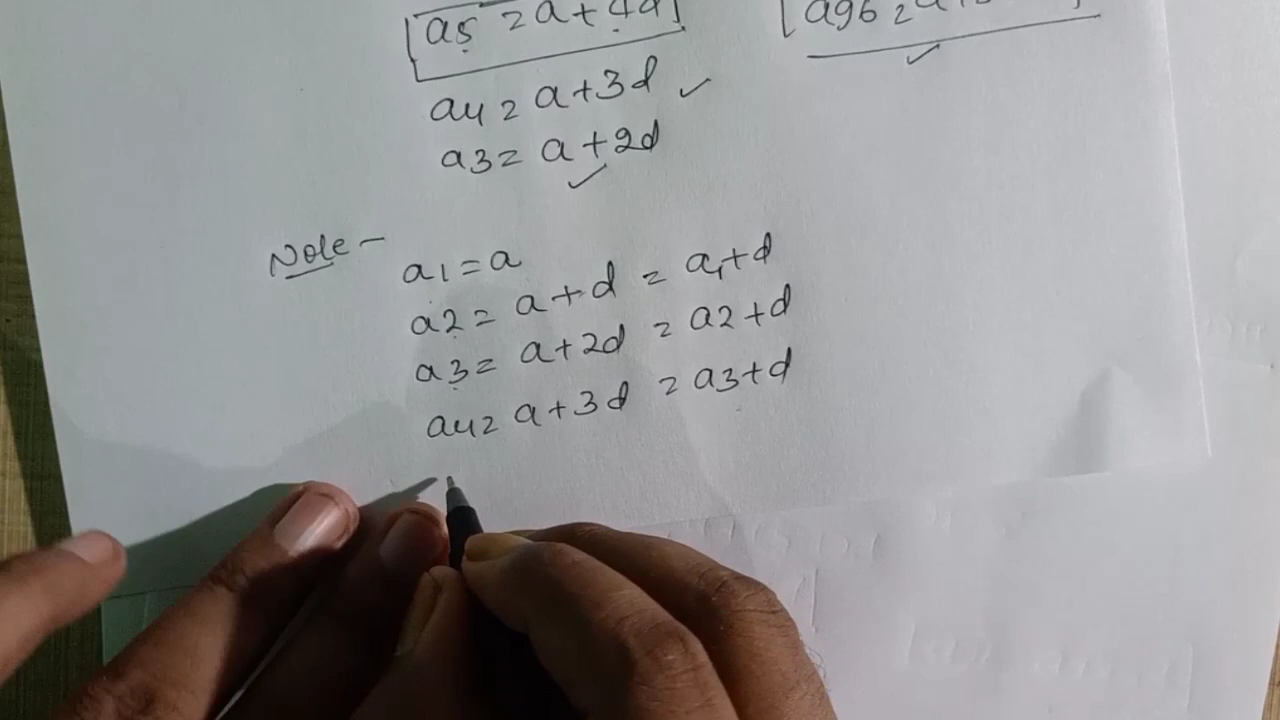 a5 = a + 4d
a4 = a + 3d
a3 = a + 2d
Note -
a1 = a
a2 = a + d = a1 + d
a3 = a + 2d = a2 + d
a4 = a + 3d = a3 + d